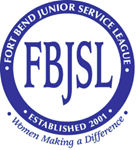 FORT BEND JUNIOR SERVICE LEAGUE
FBJSL
• ESTABLISHED 2001 •
• Women Making a Difference •